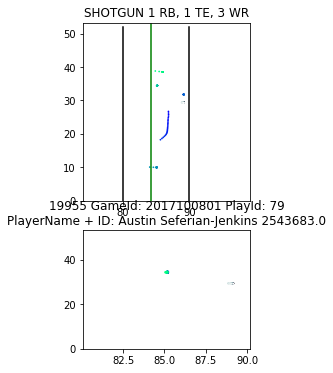 SHOTGUN 1 RB, 1 TE, 3 WR
50
40
30
20
10
0
80 90
19955 GameId: 2017100801 PlayId: 79
PlayerName + ID: Austin Seferian-Jenkins 2543683.0
40
20
0
82.5 85.0 87.5 90.0